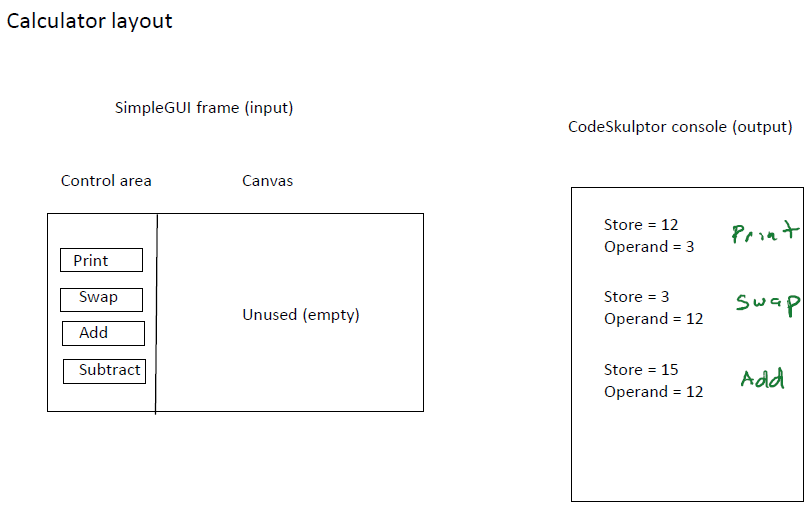 Calculator layout
SimpleGUI frame (input)
CodeSkulptor console (output)
Control area
Canvas
Print
Swap
Add
Subtract
Unused (empty)
Store = 12
Operand = 3
Print
Store = 3
Operand = 12
Swap
Store = 15
Operand = 12
Add